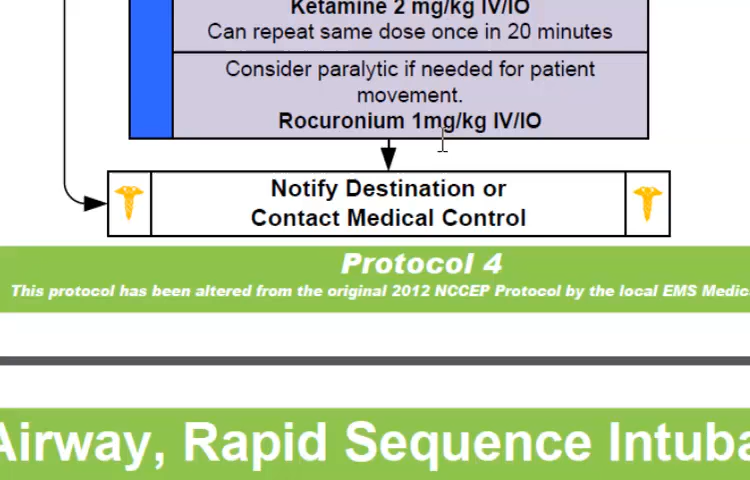 Ketamine 2 mg/kg IV/IO
Can repeat same dose once in 20 minutes
Consider paralytic if needed for patient
movement.
Rocuronium 1mg/kg IV/IO
Notify Destination or
Contact Medical Control
Protocol 4
This protocol has been altered from the original 2012 NCCEP Protocol by the local EMS Medic
Airway, Rapid Sequence Intuba